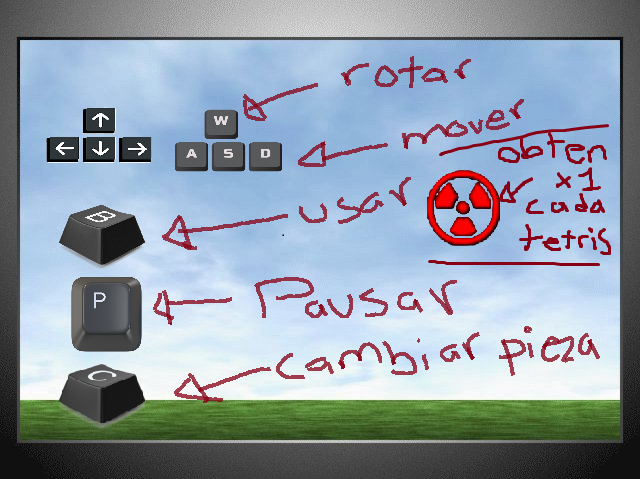 rotar
W
A S D
mover
obten
x1
cada
tetris
B
usar
P
Pausar
C
cambiar pieza